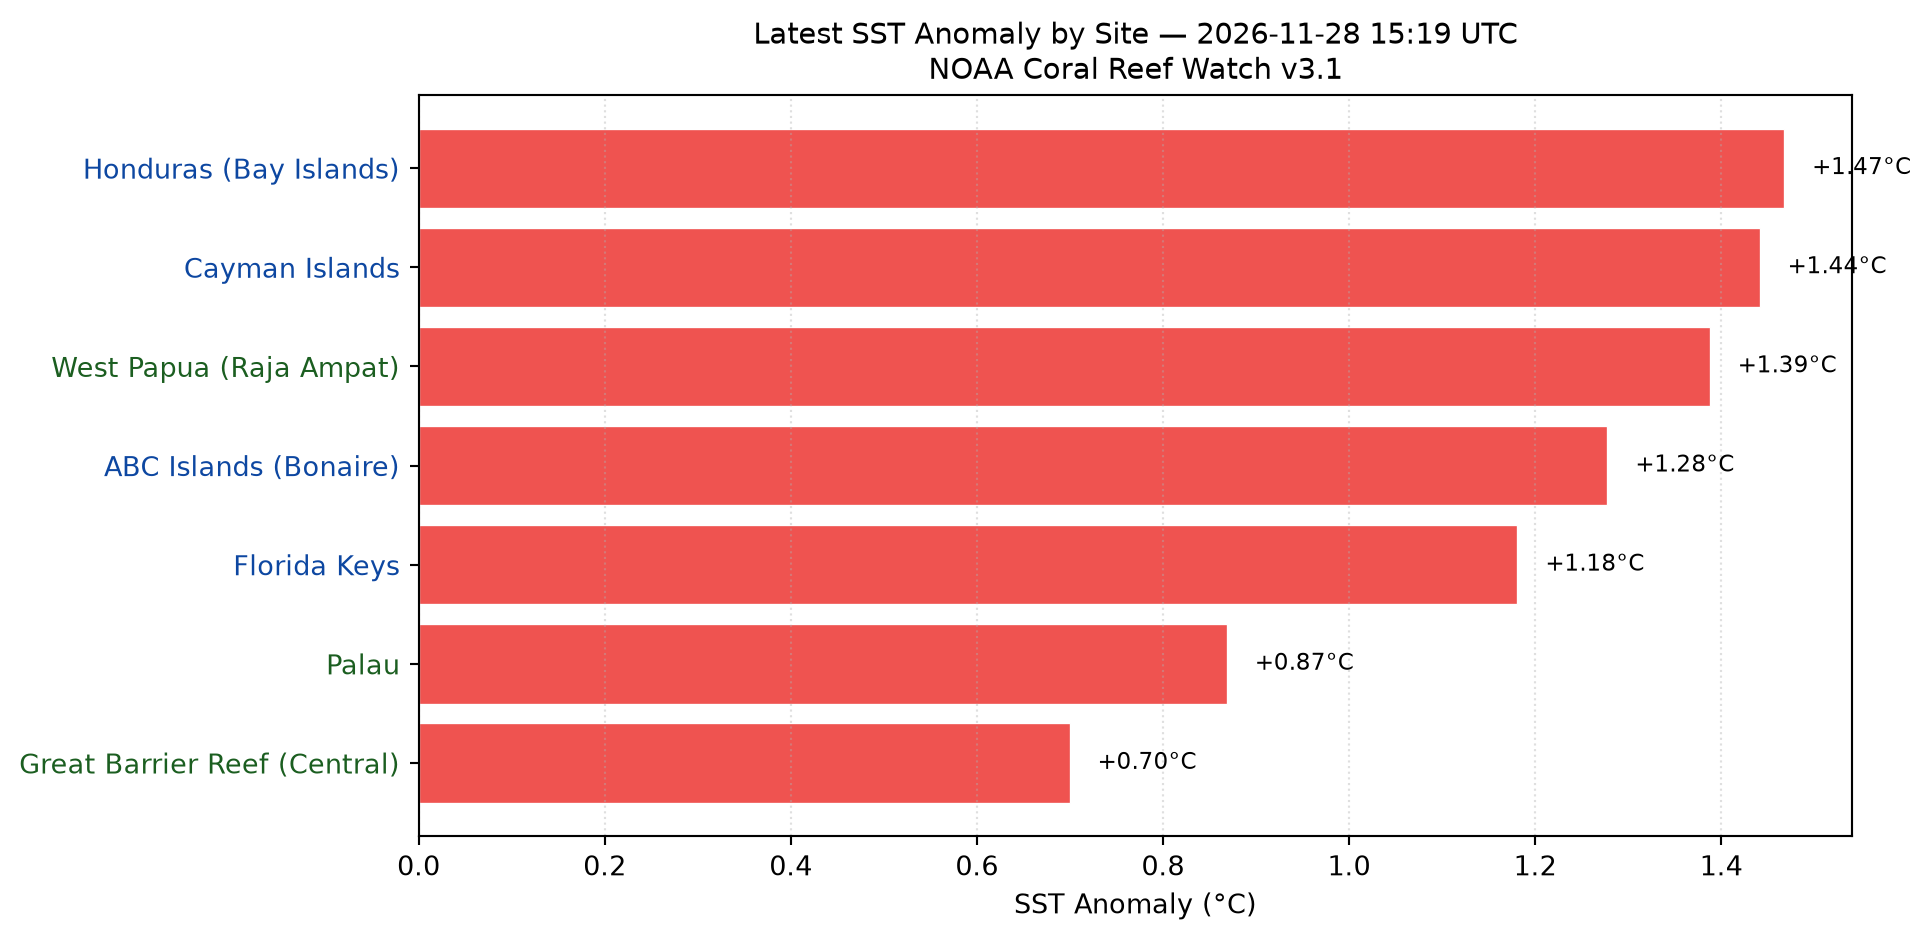 Latest SST Anomaly by Site — 2026-11-28 15:19 UTC
NOAA Coral Reef Watch v3.1
Honduras (Bay Islands) +1.47°C
Cayman Islands +1.44°C
West Papua (Raja Ampat) +1.39°C
ABC Islands (Bonaire) +1.28°C
Florida Keys +1.18°C
Palau +0.87°C
Great Barrier Reef (Central) +0.70°C
0.0 0.2 0.4 0.6 0.8 1.0 1.2 1.4
SST Anomaly (°C)